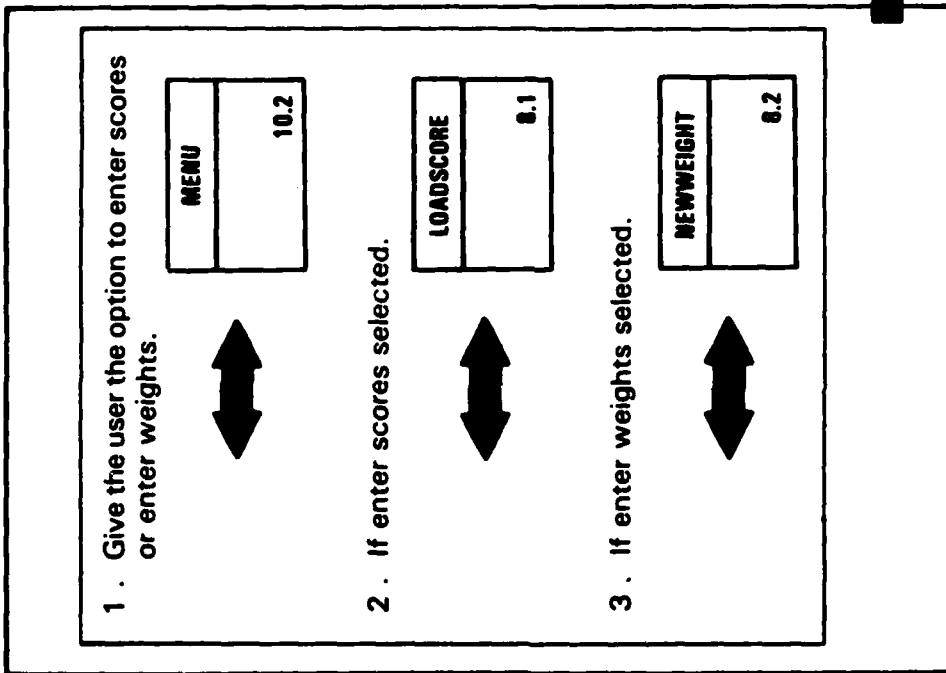 1 . Give the user the option to enter scores
or enter weights.
MENU
10.2
2 . If enter scores selected.
LOADSCORE
8.1
3 . If enter weights selected.
NEWWEIGHT
8.2